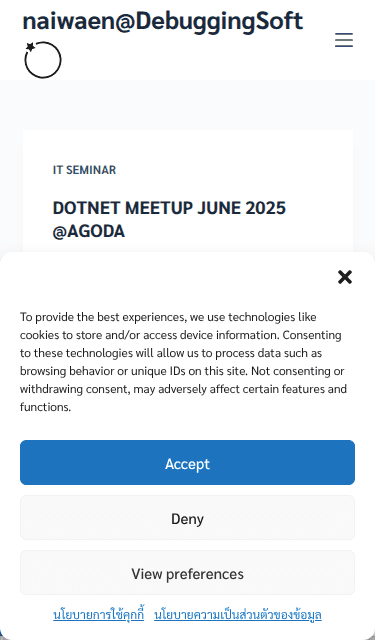 naiwaen@DebuggingSoft
IT SEMINAR
DOTNET MEETUP JUNE 2025
@AGODA
To provide the best experiences, we use technologies like
cookies to store and/or access device information. Consenting
to these technologies will allow us to process data such as
browsing behavior or unique IDs on this site. Not consenting or
withdrawing consent, may adversely affect certain features and
functions.
Accept
Deny
View preferences
นโยบายการใช้คุกกี้ นโยบายความเป็นส่วนตัวของข้อมูล